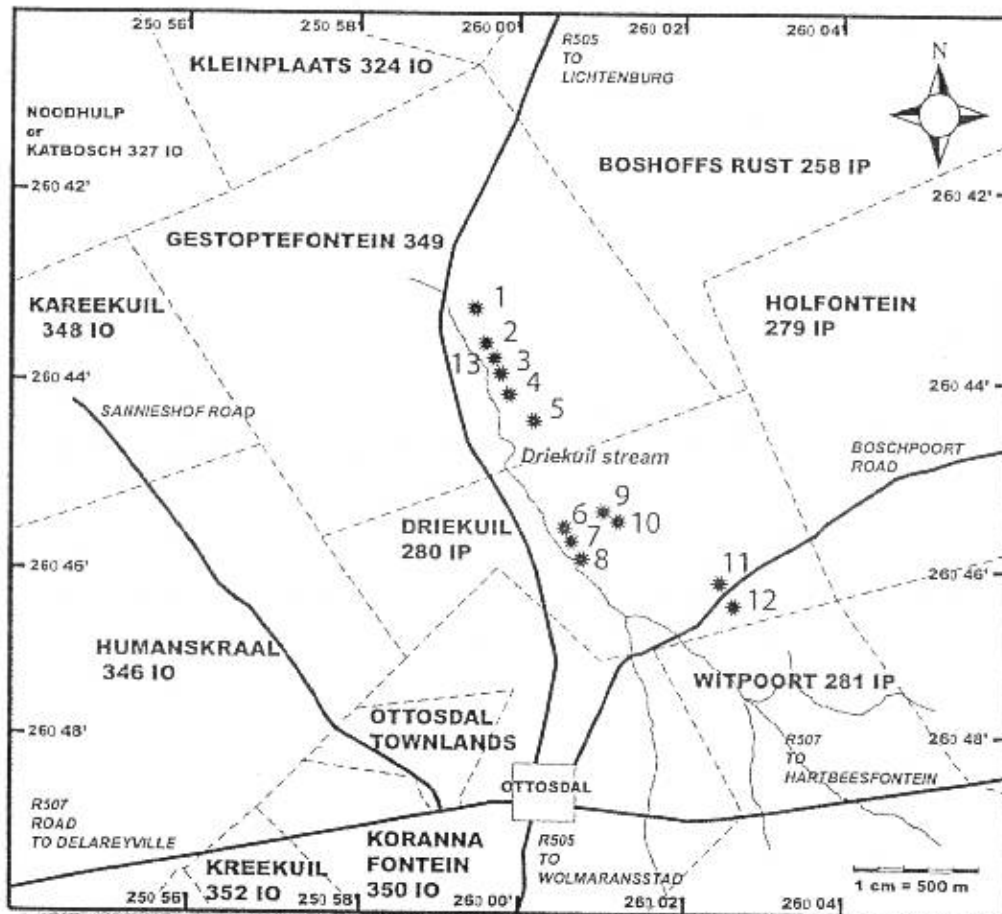 250 56'
250 58'
260 00'
260 02'
260 04'
R505
TO
LICHTENBURG
N
KLEINPLAATS 324 IO
NOODHULP
or
KATBOSCH 327 IO
BOSHOFFS RUST 258 IP
260 42'
260 42'
GESTOPTEFONTEIN 349
KAREEKUIL
348 IO
HOLFONTEIN
279 IP
1
2
13
3
4
5
260 44'
260 44'
SANNIESHOF ROAD
Driekuil stream
BOSCHPOORT
ROAD
DRIEKUIL
280 IP
6
7
8
9
10
11
12
260 46'
260 46'
HUMANSKRAAL
346 IO
WITPOORT 281 IP
OTTOSDAL
TOWNLANDS
260 48'
260 48'
R507
TO
HARTBEESFONTEIN
OTTOSDAL
R507
ROAD
TO DELAREYVILLE
KORANNA
FONTEIN
350 IO
KREEKUIL
352 IO
R505
TO
WOLMARANSSTAD
1 cm = 500 m
250 56'
250 58'
260 00'
260 02'
260 04'